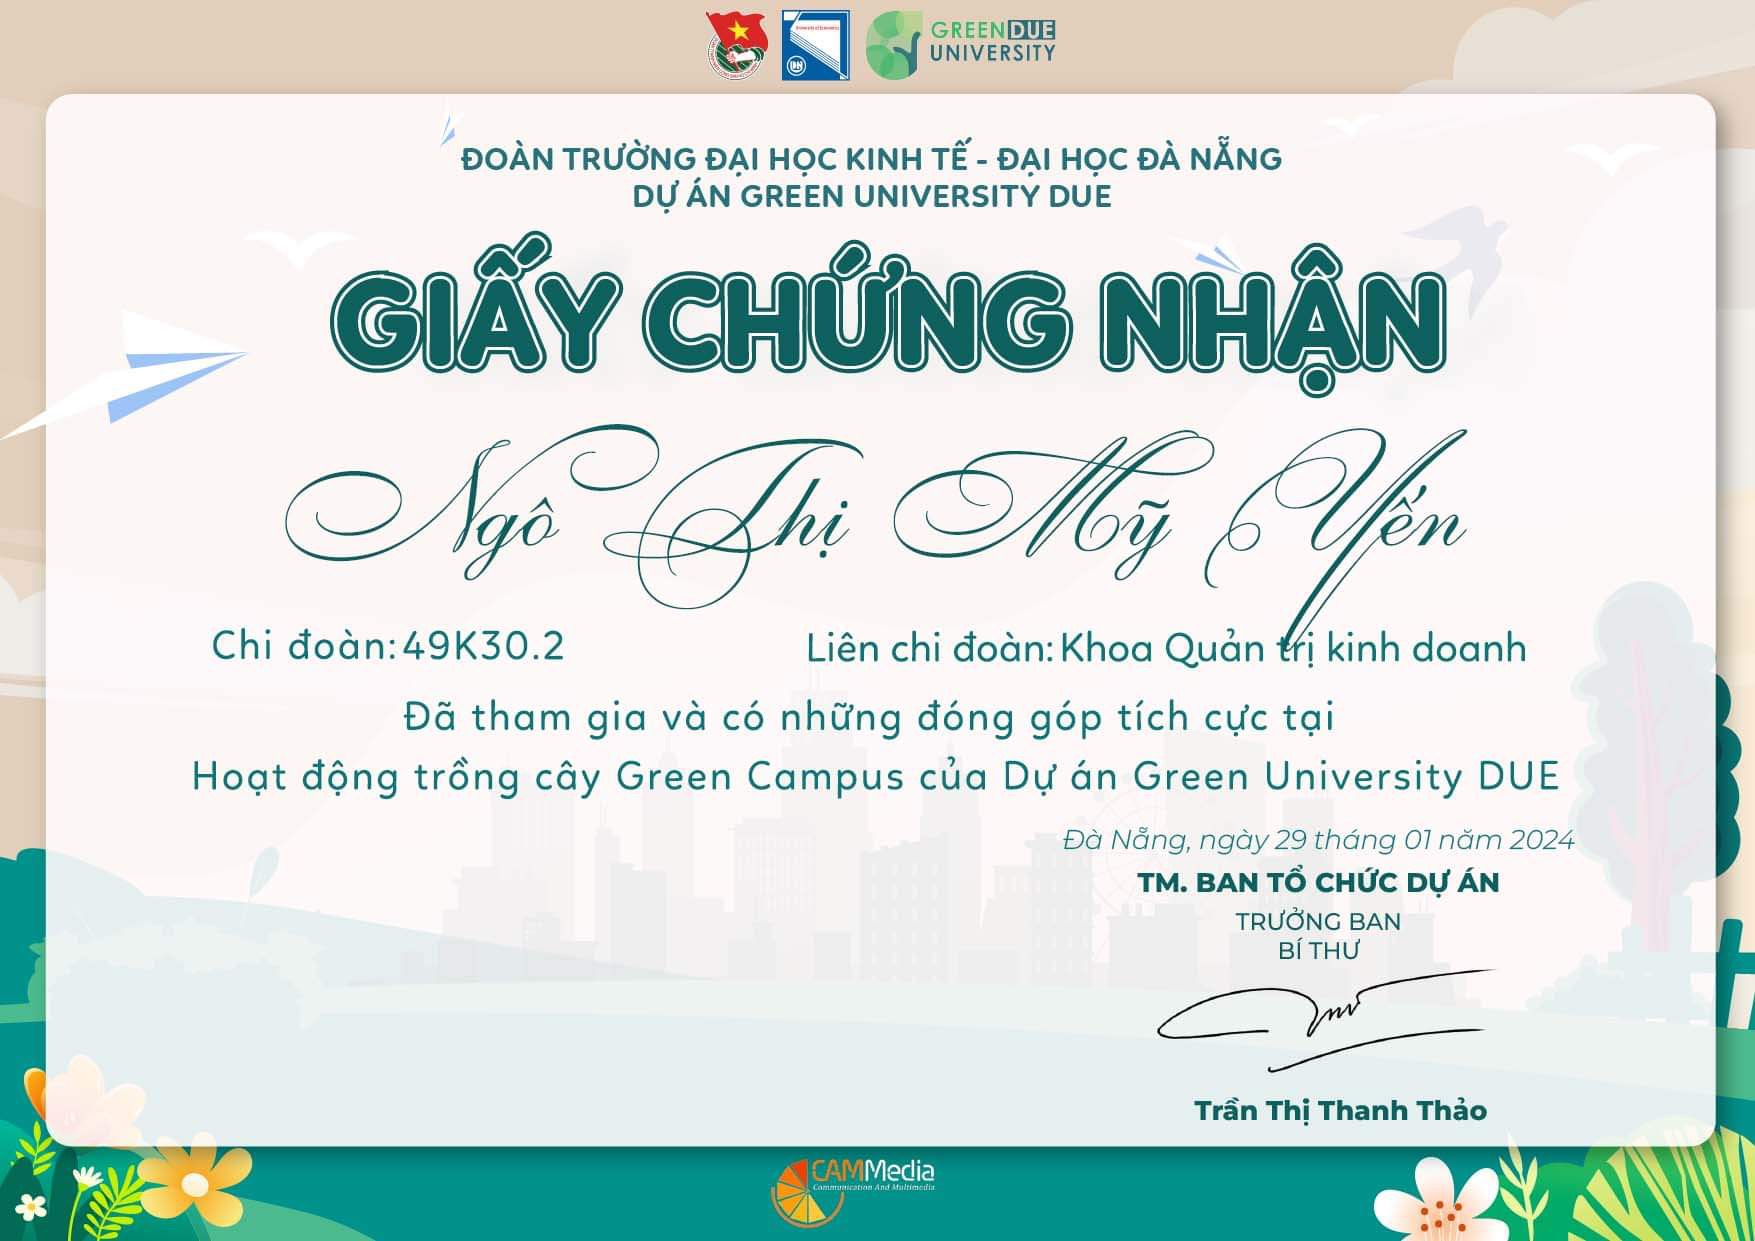 GREENDUE
UNIVERSITY
University of Economics
ĐOÀN TRƯỜNG ĐẠI HỌC KINH TẾ - ĐẠI HỌC ĐÀ NẴNG
DỰ ÁN GREEN UNIVERSITY DUE
GIẤY CHỨNG NHẬN
Ngô Thị Mỹ Yến
Chi đoàn: 49K30.2
Liên chi đoàn: Khoa Quản trị kinh doanh
Đã tham gia và có những đóng góp tích cực tại
Hoạt động trồng cây Green Campus của Dự án Green University DUE
Đà Nẵng, ngày 29 tháng 01 năm 2024
TM. BAN TỔ CHỨC DỰ ÁN
TRƯỞNG BAN
BÍ THƯ
Trần Thị Thanh Thảo
CAMMedia
Communication And Multimedia